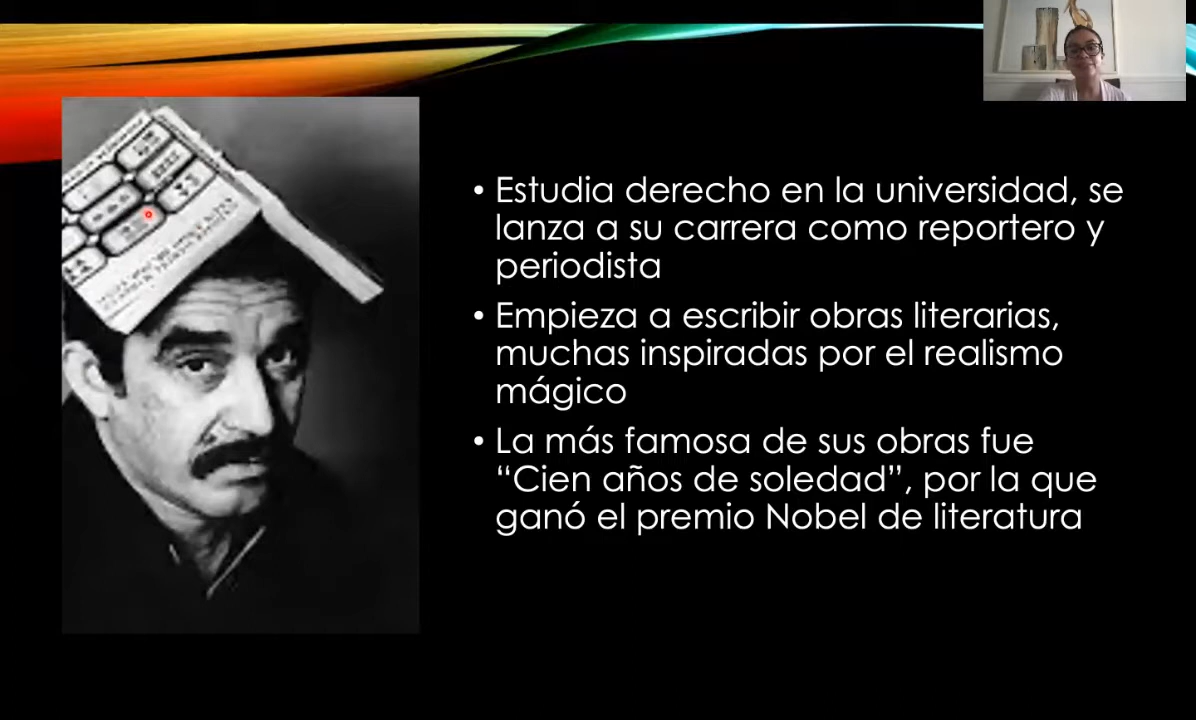 • Estudia derecho en la universidad, se
lanza a su carrera como reportero y
periodista
• Empieza a escribir obras literarias,
muchas inspiradas por el realismo
mágico
• La más famosa de sus obras fue
“Cien años de soledad”, por la que
ganó el premio Nobel de literatura